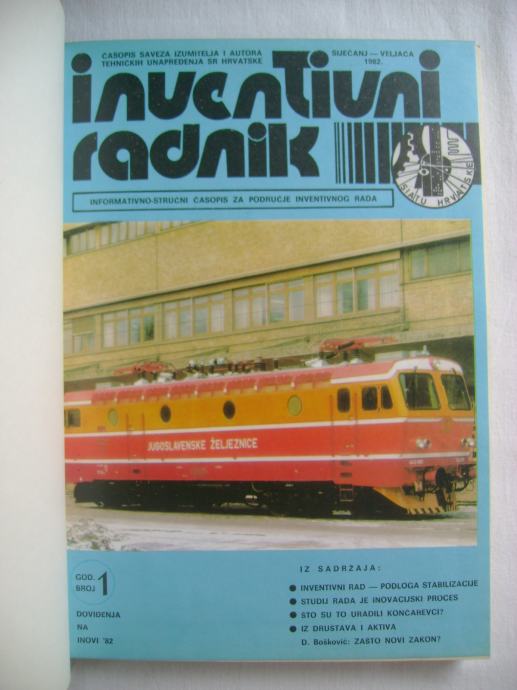 ČASOPIS SAVEZA IZUMITELJA I AUTORA
TEHNIČKIH UNAPREĐENJA SR HRVATSKE
SIJEČANJ — VELJAČA
1982.
inventivni
radnik
INFORMATIVNO-STRUČNI ČASOPIS ZA PODRUČJE INVENTIVNOG RADA
SIATU HRVATSKE
JUGOSLAVENSKE ŽELJEZNICE
GOD.
BROJ 1
DOVIĐENJA
NA
INOVI '82
IZ SADRŽAJA:
● INVENTIVNI RAD — PODLOGA STABILIZACIJE
● STUDIJ RADA JE INOVACIJSKI PROCES
● ŠTO SU TO URADILI KONČAREVCI?
● IZ DRUŠTAVA I AKTIVA
D. Bošković: ZAŠTO NOVI ZAKON?